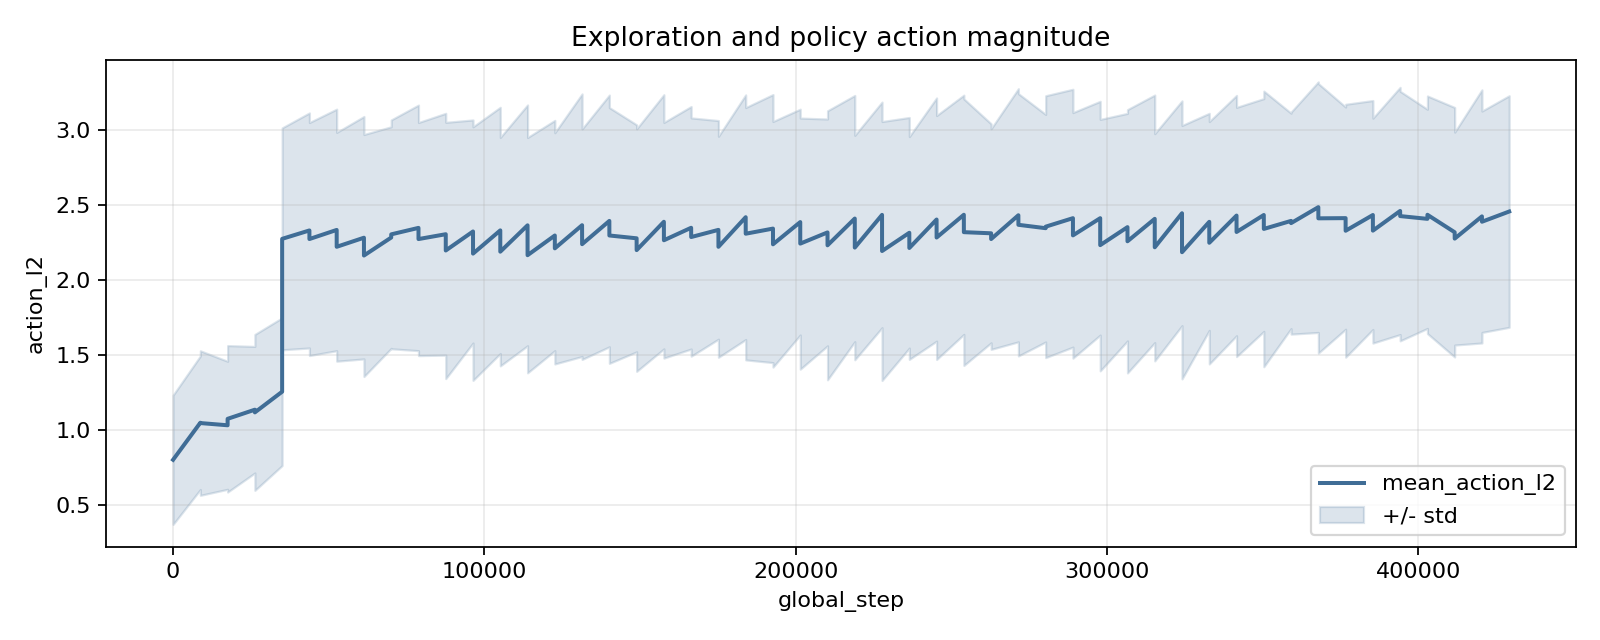 Exploration and policy action magnitude
action_l2
3.0
2.5
2.0
1.5
1.0
0.5
mean_action_l2
+/- std
0
100000
200000
300000
400000
global_step